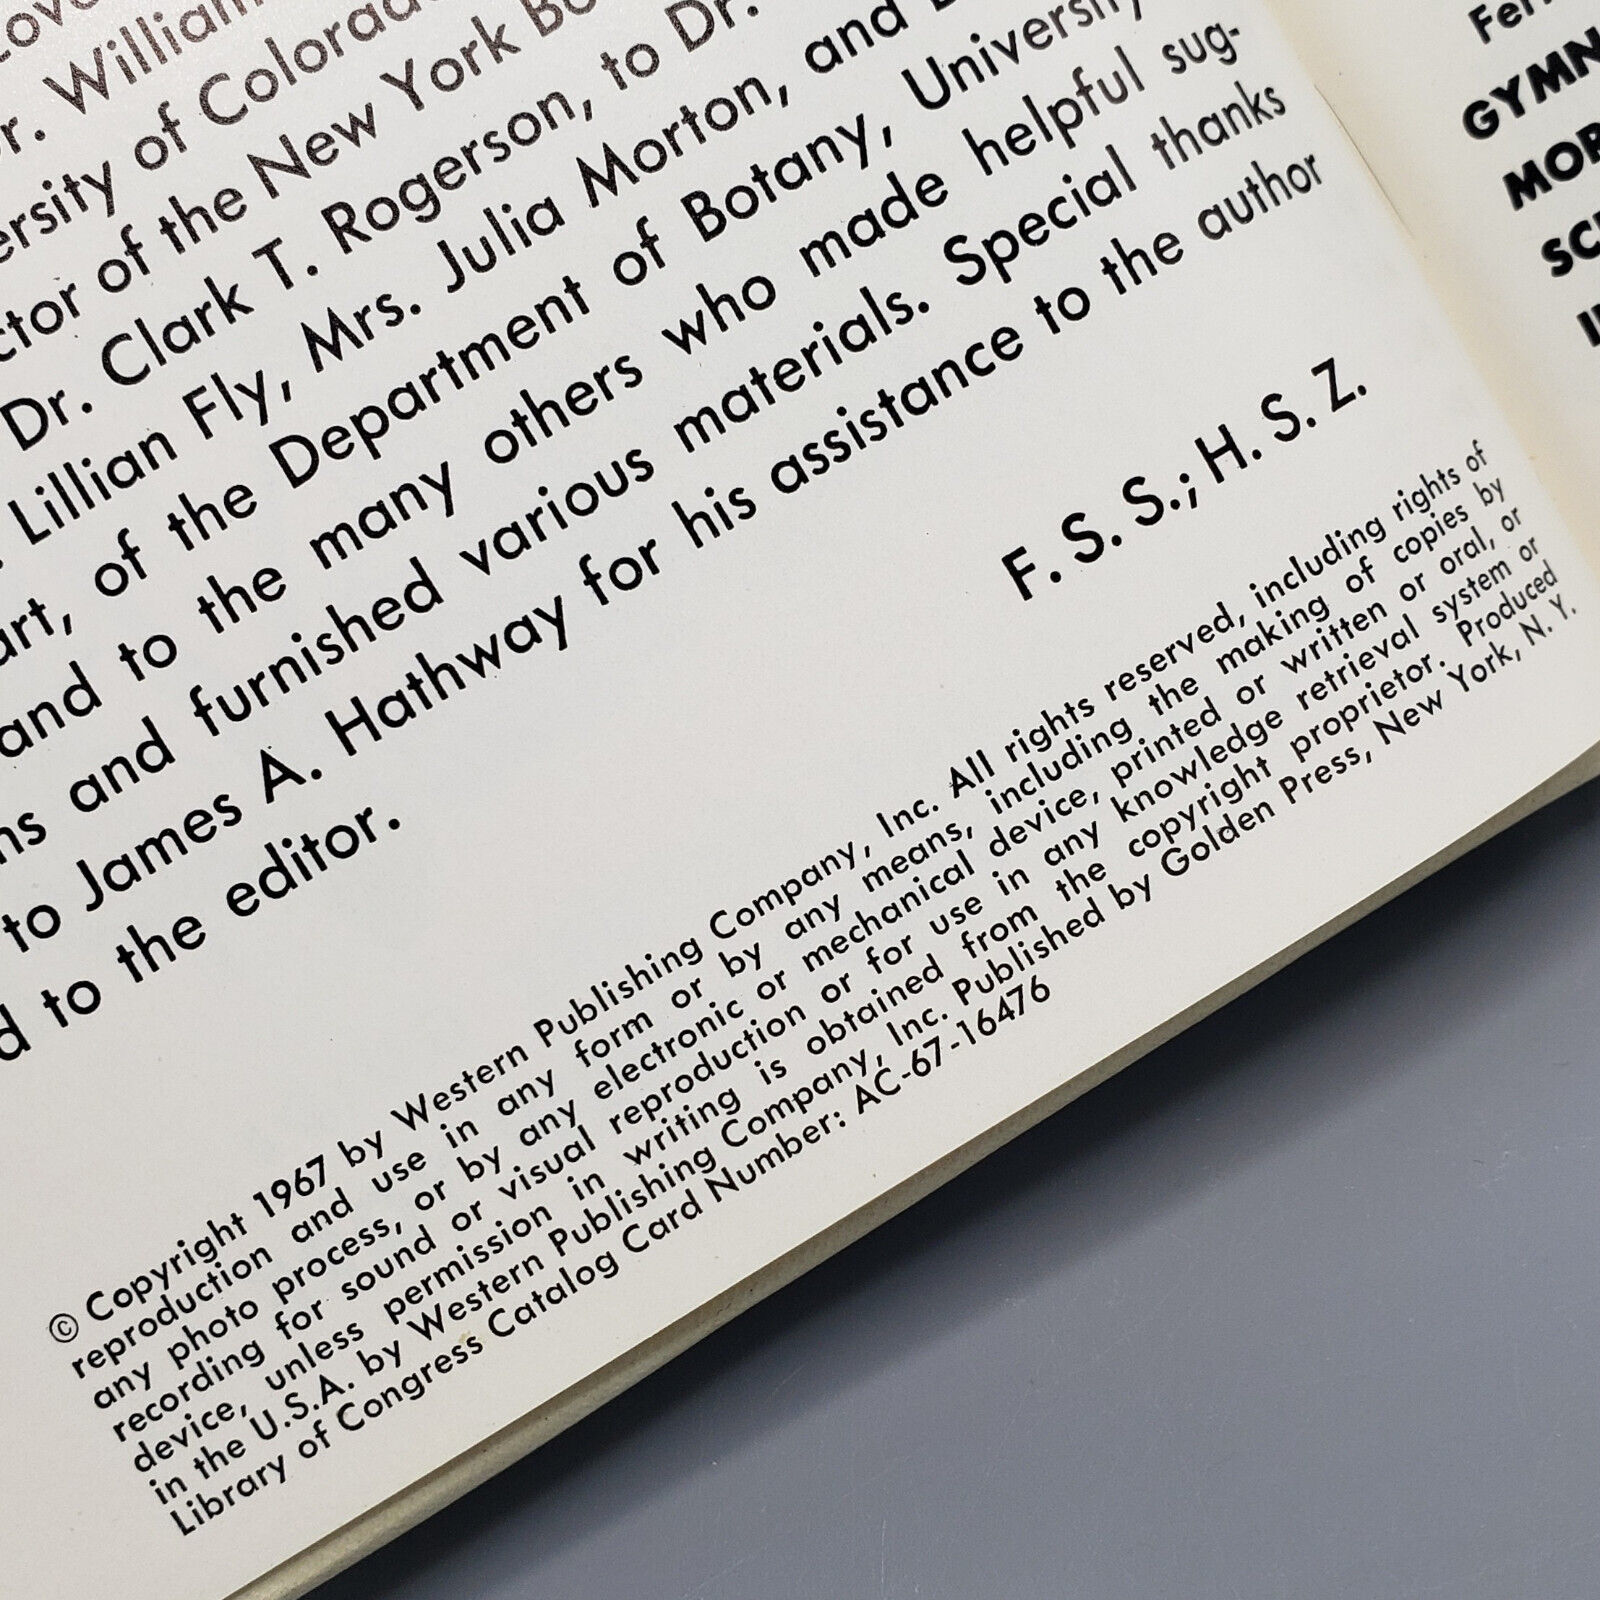 Dr. William
ersity of Colorado
ctor of the New York Bo
Dr. Clark T. Rogerson, to Dr.
Lillian Fly, Mrs. Julia Morton, and
art, of the Department of Botany, University
and to the many others who made helpful sug-
ns and furnished various materials. Special thanks
to James A. Hathway for his assistance to the author
d to the editor.
F. S. S.; H. S. Z.
© Copyright 1967 by Western Publishing Company, Inc. All rights reserved, including rights of
reproduction and use in any form or by any means, including the making of copies by
any photo process, or by any electronic or mechanical device, printed or written or oral, or
recording for sound or visual reproduction or for use in any knowledge retrieval system or
device, unless permission in writing is obtained from the copyright proprietor. Produced
in the U.S.A. by Western Publishing Company, Inc. Published by Golden Press, New York, N. Y.
Library of Congress Catalog Card Number: AC-67-16476
Fer
GYMN
MOR
SC